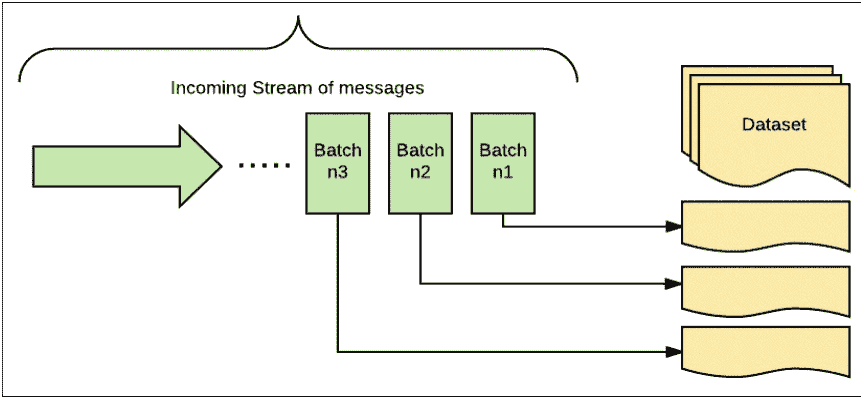 Incoming Stream of messages
Dataset
Batch
n3
Batch
n2
Batch
n1